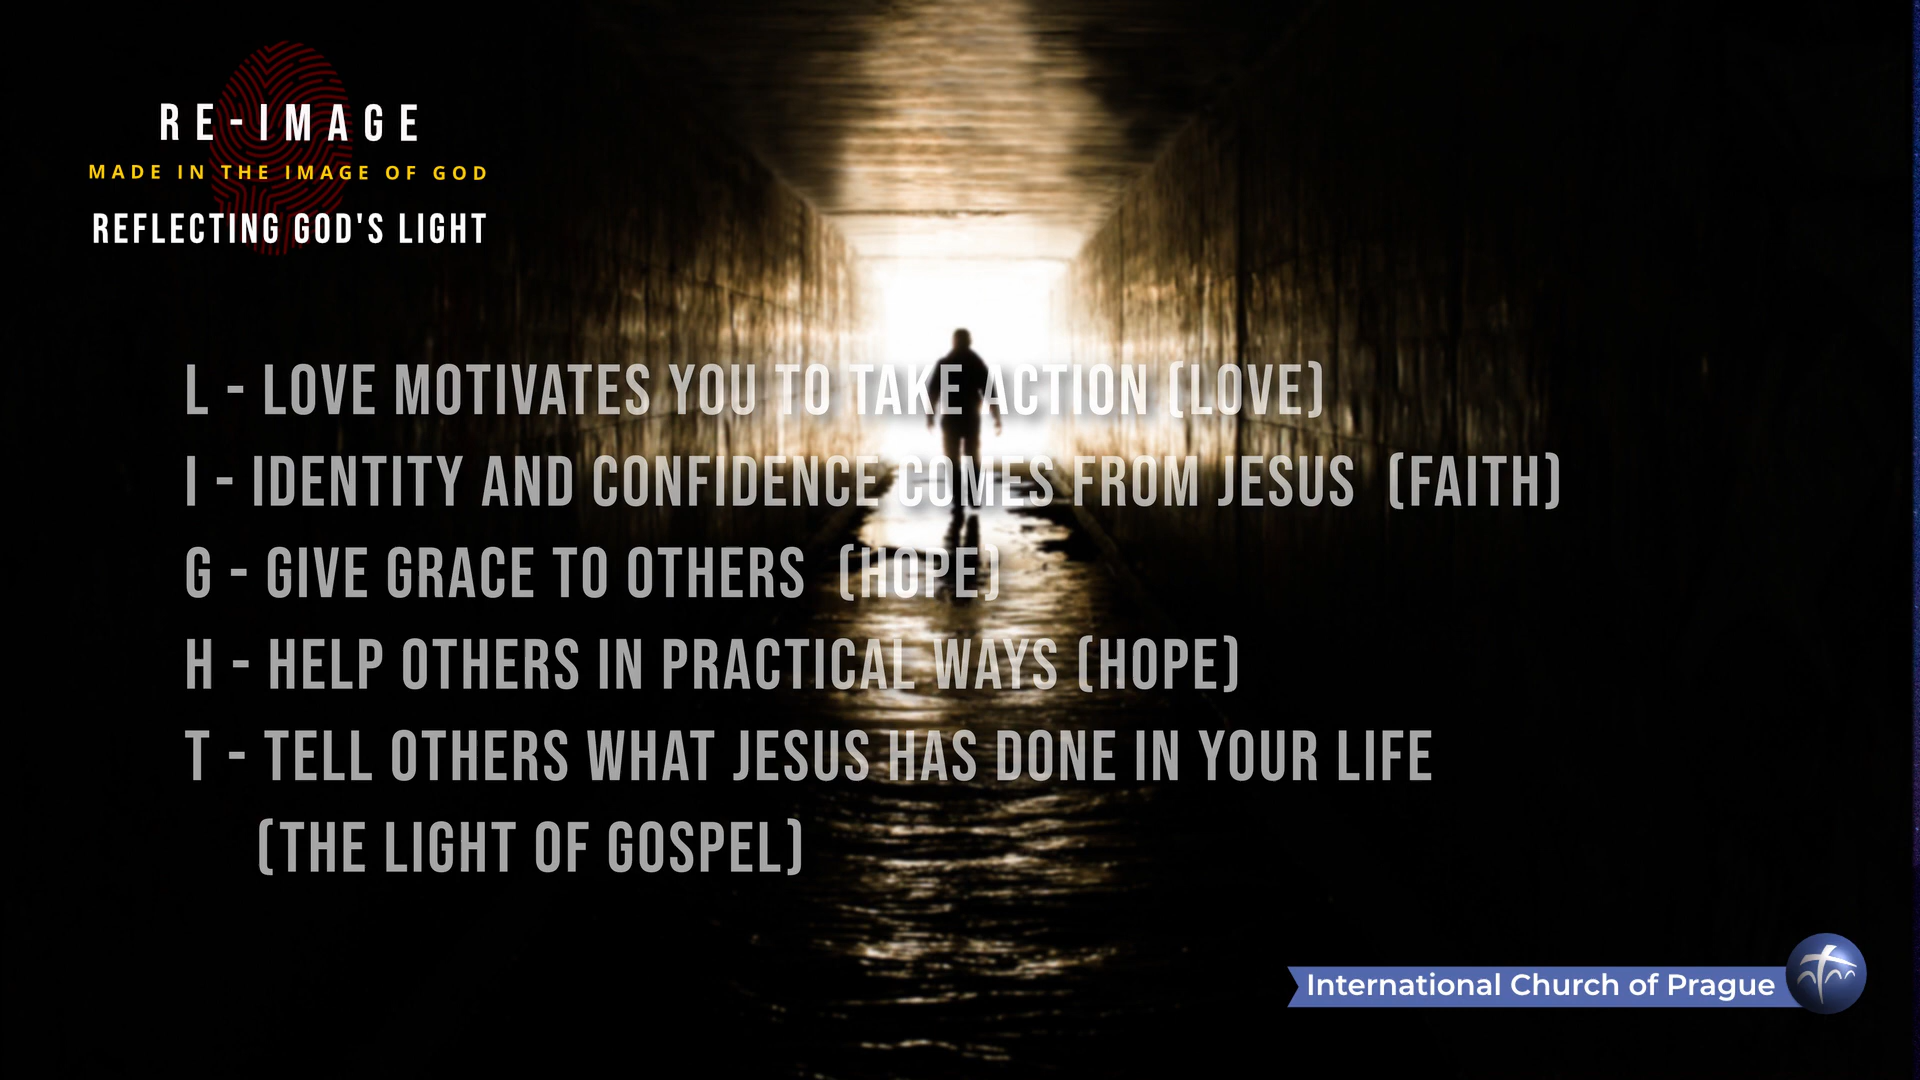 RE-IMAGE
MADE IN THE IMAGE OF GOD
REFLECTING GOD'S LIGHT
L - LOVE MOTIVATES YOU TO TAKE ACTION (LOVE)
I - IDENTITY AND CONFIDENCE COMES FROM JESUS (FAITH)
G - GIVE GRACE TO OTHERS (HOPE)
H - HELP OTHERS IN PRACTICAL WAYS (HOPE)
T - TELL OTHERS WHAT JESUS HAS DONE IN YOUR LIFE
(THE LIGHT OF GOSPEL)
International Church of Prague